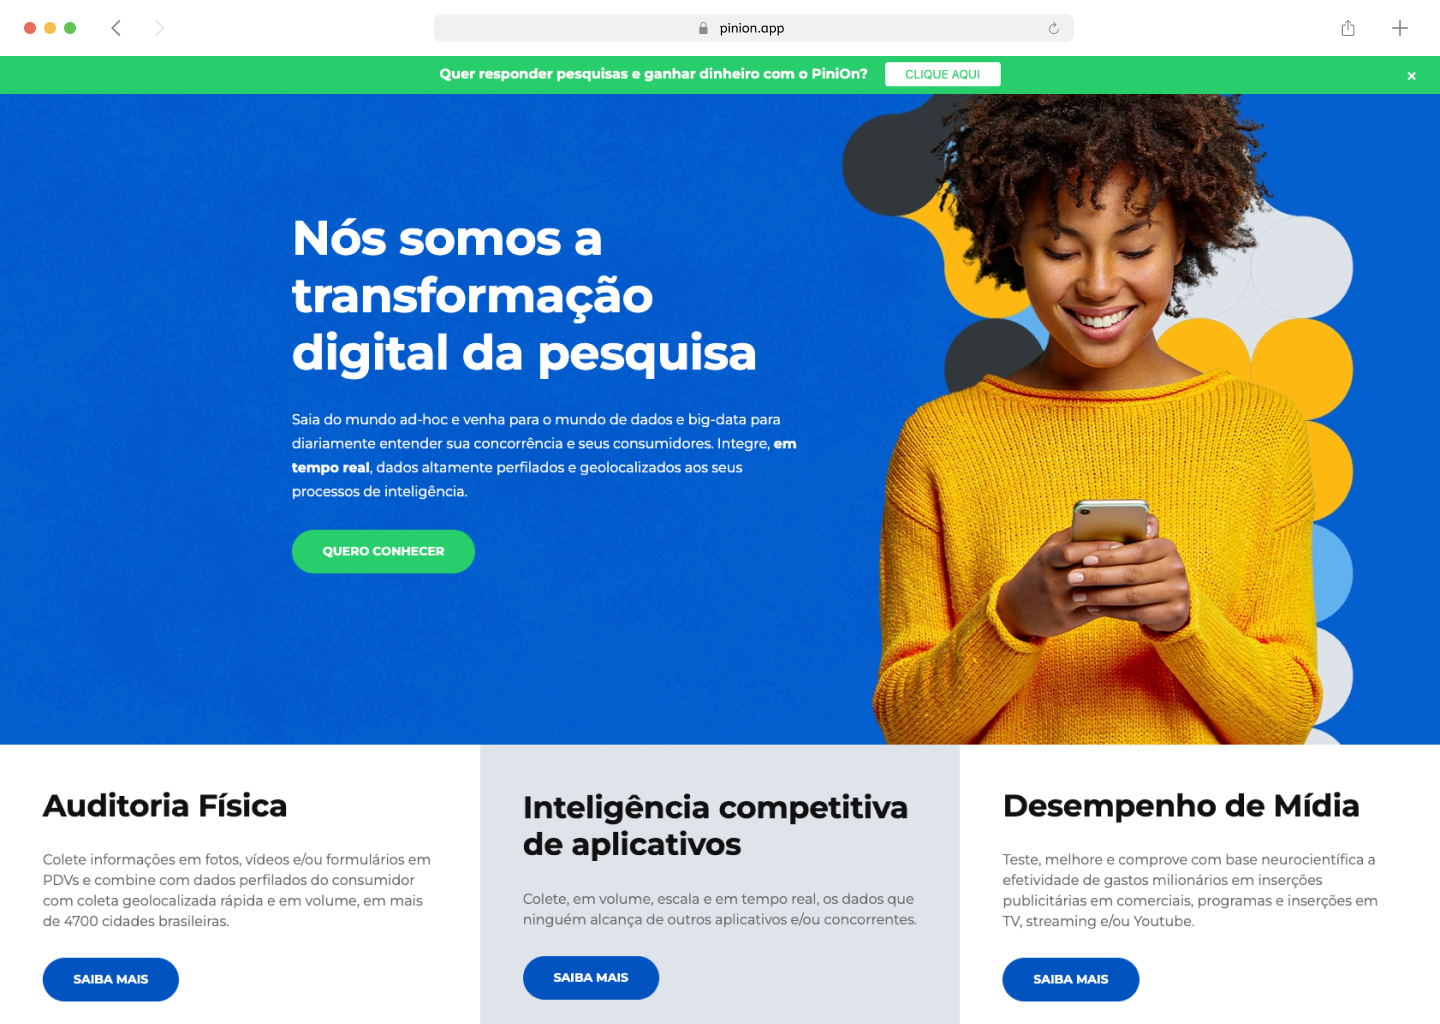 pinion.app
Quer responder pesquisas e ganhar dinheiro com o PiniOn?
CLIQUE AQUI
×
Nós somos a
transformação
digital da pesquisa
Saia do mundo ad-hoc e venha para o mundo de dados e big-data para
diariamente entender sua concorrência e seus consumidores. Integre, em
tempo real, dados altamente perfilados e geolocalizados aos seus
processos de inteligência.
QUERO CONHECER
Auditoria Física
Colete informações em fotos, vídeos e/ou formulários em
PDVs e combine com dados perfilados do consumidor
com coleta geolocalizada rápida e em volume, em mais
de 4700 cidades brasileiras.
SAIBA MAIS
Inteligência competitiva
de aplicativos
Colete, em volume, escala e em tempo real, os dados que
ninguém alcança de outros aplicativos e/ou concorrentes.
SAIBA MAIS
Desempenho de Mídia
Teste, melhore e comprove com base neurocientífica a
efetividade de gastos milionários em inserções
publicitárias em comerciais, programas e inserções em
TV, streaming e/ou Youtube.
SAIBA MAIS